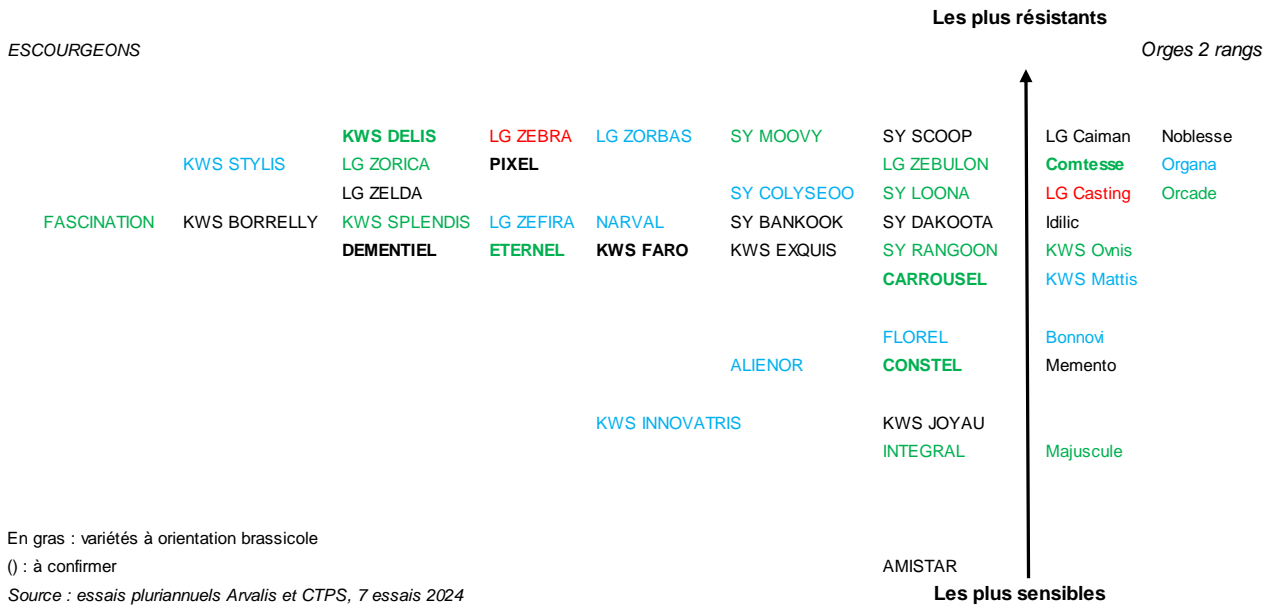 Les plus résistants
ESCOURGEONS Orges 2 rangs
KWS DELIS LG ZEBRA LG ZORBAS SY MOOVY SY SCOOP LG Caiman Noblesse
KWS STYLIS LG ZORICA PIXEL LG ZEBULON Comtesse Organa
LG ZELDA SY COLYSEOO SY LOONA LG Casting Orcade
FASCINATION KWS BORRELLY KWS SPLENDIS LG ZEFIRA NARVAL SY BANKOOK SY DAKOOTA Idilic
DEMENTIEL ETERNEL KWS FARO KWS EXQUIS SY RANGOON KWS Ovnis
CARROUSEL KWS Mattis
FLOREL Bonnovi
ALIENOR CONSTEL Memento
KWS INNOVATRIS KWS JOYAU
INTEGRAL Majuscule
En gras : variétés à orientation brassicole
() : à confirmer AMISTAR
Source : essais pluriannuels Arvalis et CTPS, 7 essais 2024 Les plus sensibles